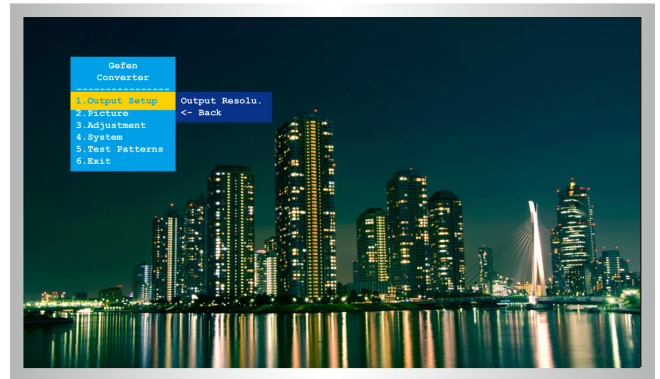 Gefen
Converter
----------------
1.Output Setup
2.Picture
3.Adjustment
4.System
5.Test Patterns
6.Exit
Output Resolu.
<- Back